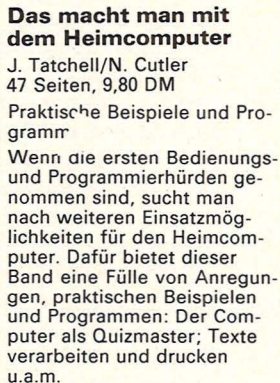 Das macht man mit
dem Heimcomputer
J. Tatchell/N. Cutler
47 Seiten, 9,80 DM
Praktische Beispiele und Pro-
gramm
Wenn die ersten Bedienungs-
und Programmierhürden ge-
nommen sind, sucht man
nach weiteren Einsatzmög-
lichkeiten für den Heimcom-
puter. Dafür bietet dieser
Band eine Fülle von Anregun-
gen, praktischen Beispielen
und Programmen: Der Com-
puter als Quizmaster; Texte
verarbeiten und drucken
u.a.m.